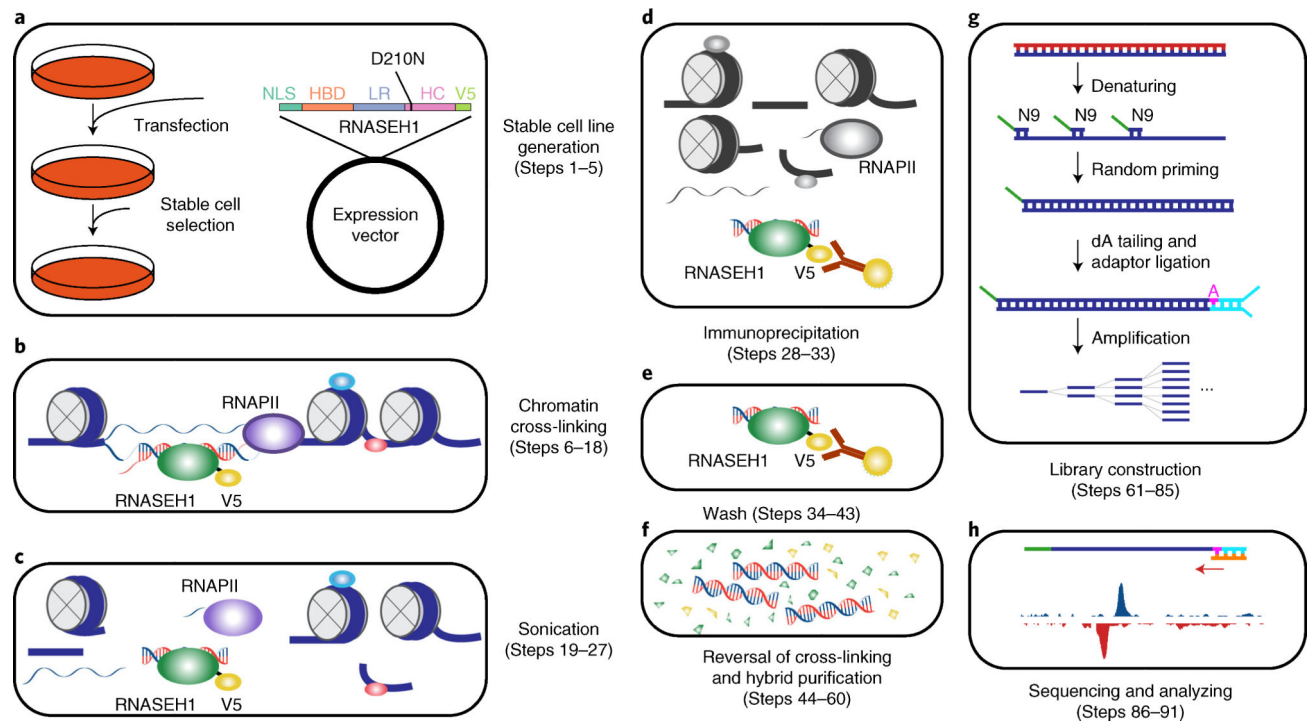 a
D210N
NLS HBD LR HC V5
RNASEH1
Transfection
Stable cell
selection
Expression
vector
Stable cell line
generation
(Steps 1–5)
b
RNAPII
RNASEH1 V5
Chromatin
cross-linking
(Steps 6–18)
c
RNAPII
RNASEH1 V5
Sonication
(Steps 19–27)
d
RNAPII
RNASEH1 V5
Immunoprecipitation
(Steps 28–33)
e
RNASEH1 V5
Wash (Steps 34–43)
f
Reversal of cross-linking
and hybrid purification
(Steps 44–60)
g
Denaturing
N9 N9 N9
Random priming
dA tailing and
adaptor ligation
A
Amplification
...
Library construction
(Steps 61–85)
h
Sequencing and analyzing
(Steps 86–91)